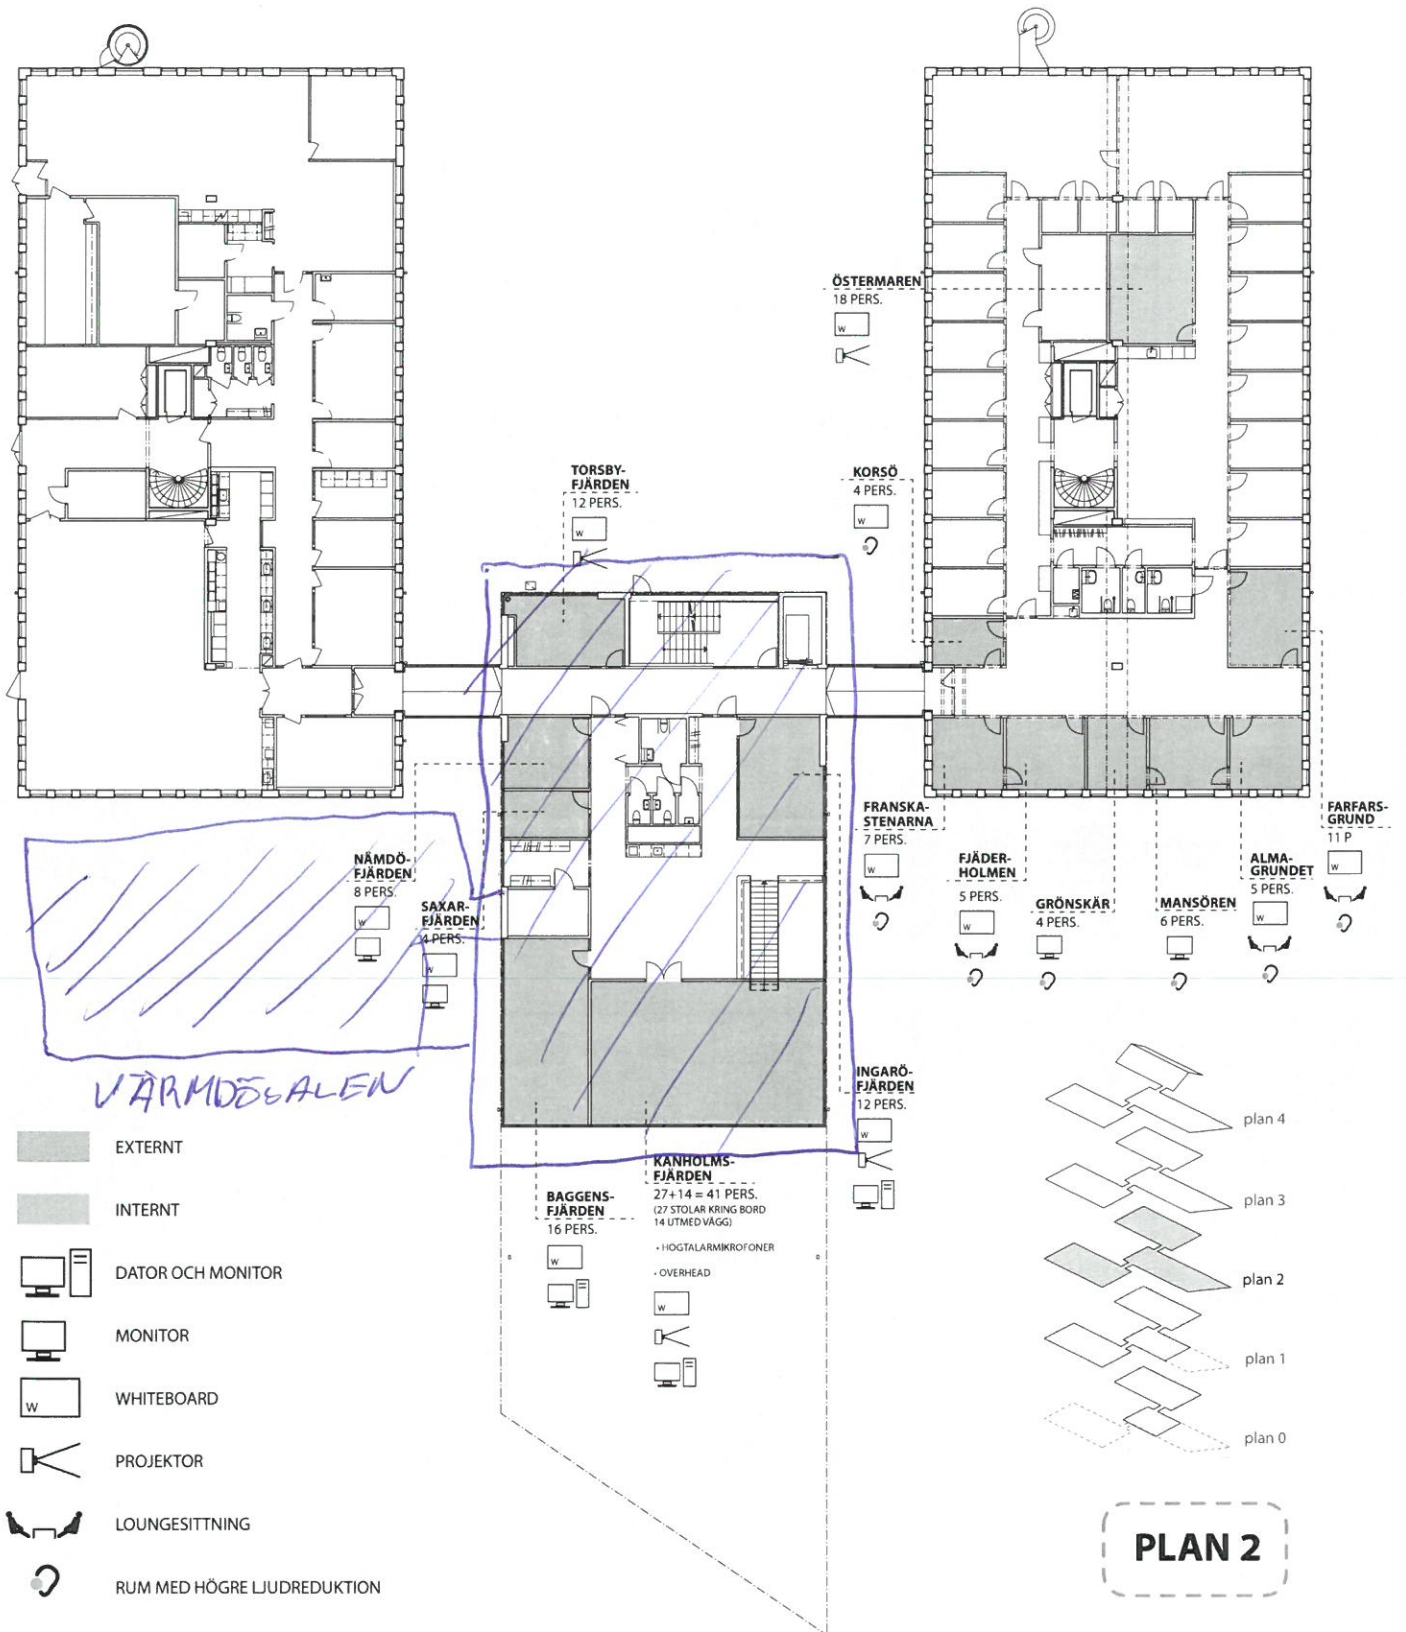 ÖSTERMAREN
18 PERS.
W
TORSBY-
FJÄRDEN
12 PERS.
W
KORSÖ
4 PERS.
W
NÄMDÖ-
FJÄRDEN
8 PERS.
W
SAXAR-
FJÄRDEN
4 PERS.
W
FRANSKA-
STENARNA
7 PERS.
W
FJÄDER-
HOLMEN
5 PERS.
W
GRÖNSKÄR
4 PERS.
MANSÖREN
6 PERS.
ALMA-
GRUNDET
5 PERS.
W
FARFARS-
GRUND
11 P
W
VÄRMDÖSALEN
INGARÖ-
FJÄRDEN
12 PERS.
W
BAGGENS-
FJÄRDEN
16 PERS.
W
KANHOLMS-
FJÄRDEN
27+14 = 41 PERS.
(27 STOLAR KRING BORD
14 UTMED VÄGG)
• HÖGTALARMIKROFONER
• OVERHEAD
W
EXTERNT
INTERNT
DATOR OCH MONITOR
MONITOR
W
WHITEBOARD
PROJEKTOR
LOUNGESITTNING
RUM MED HÖGRE LJUDREDUKTION
plan 4
plan 3
plan 2
plan 1
plan 0
PLAN 2